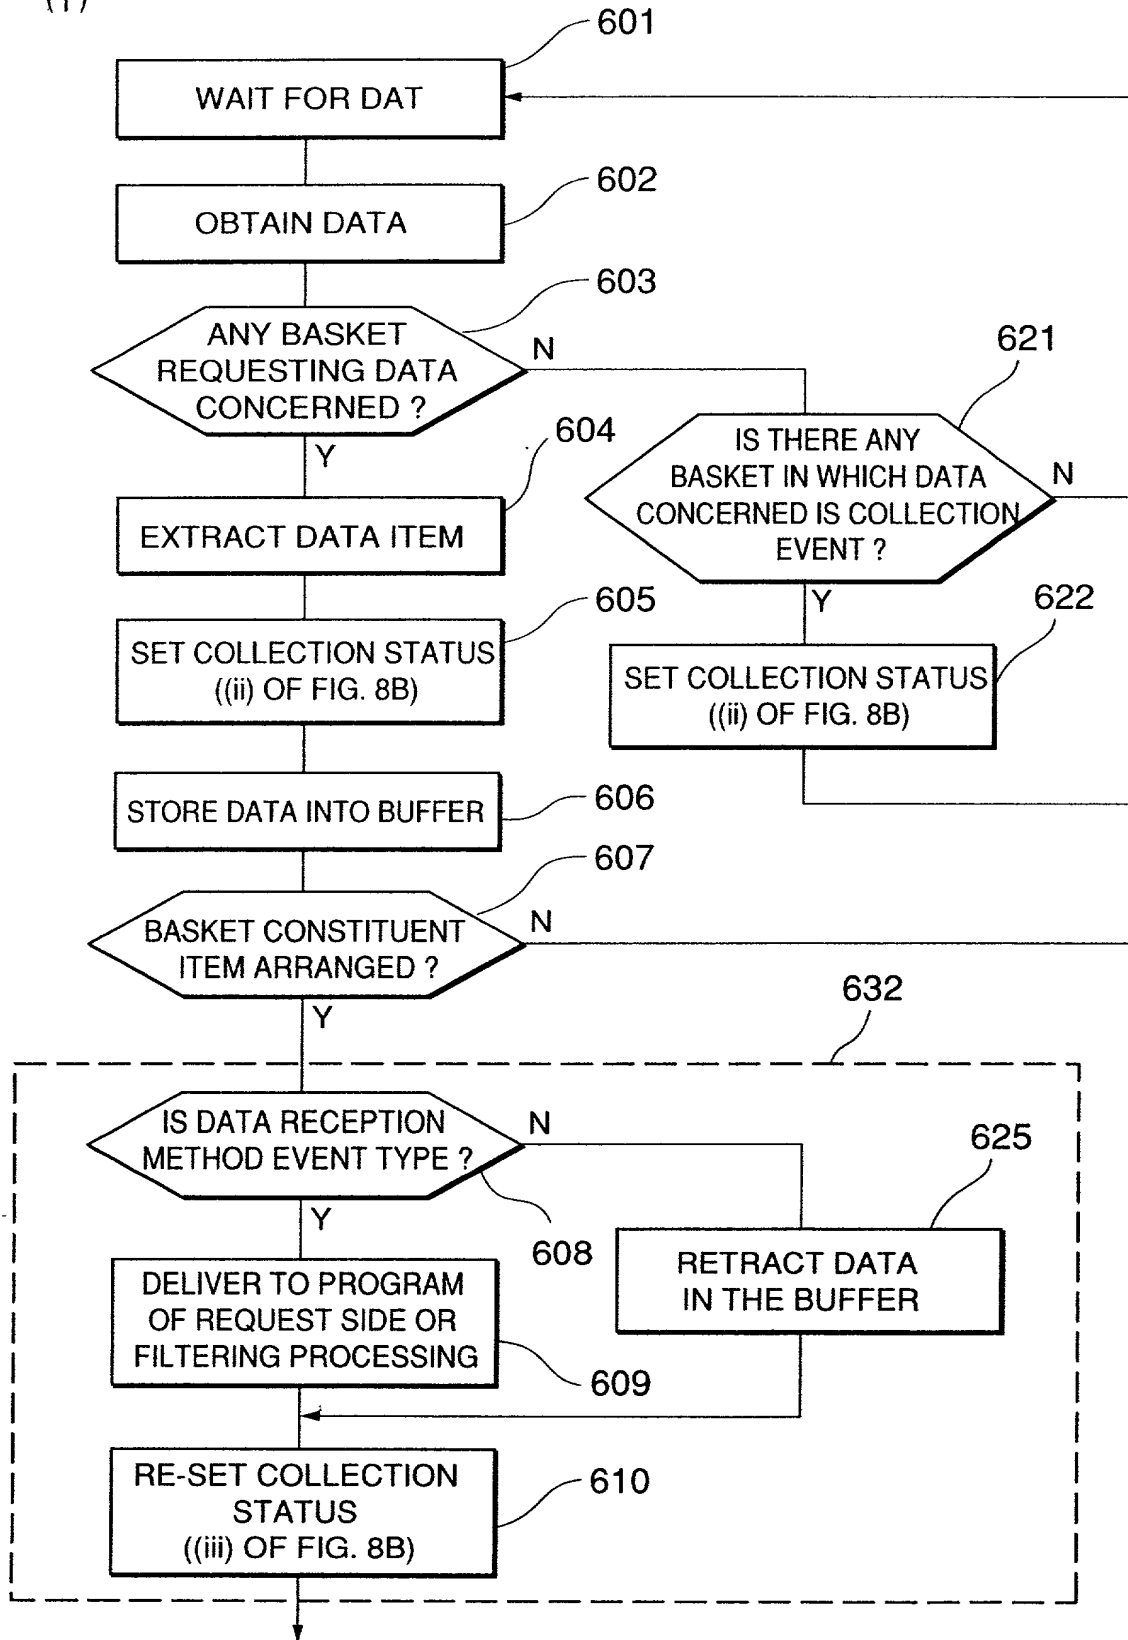 601
WAIT FOR DAT
602
OBTAIN DATA
603
ANY BASKET
REQUESTING DATA
CONCERNED ?
N
Y
621
IS THERE ANY
BASKET IN WHICH DATA
CONCERNED IS COLLECTION
EVENT ?
N
Y
604
EXTRACT DATA ITEM
605
SET COLLECTION STATUS
((ii) OF FIG. 8B)
622
SET COLLECTION STATUS
((ii) OF FIG. 8B)
606
STORE DATA INTO BUFFER
607
BASKET CONSTITUENT
ITEM ARRANGED ?
N
Y
632
IS DATA RECEPTION
METHOD EVENT TYPE ?
N
Y
608
625
RETRACT DATA
IN THE BUFFER
DELIVER TO PROGRAM
OF REQUEST SIDE OR
FILTERING PROCESSING
609
RE-SET COLLECTION
STATUS
((iii) OF FIG. 8B)
610